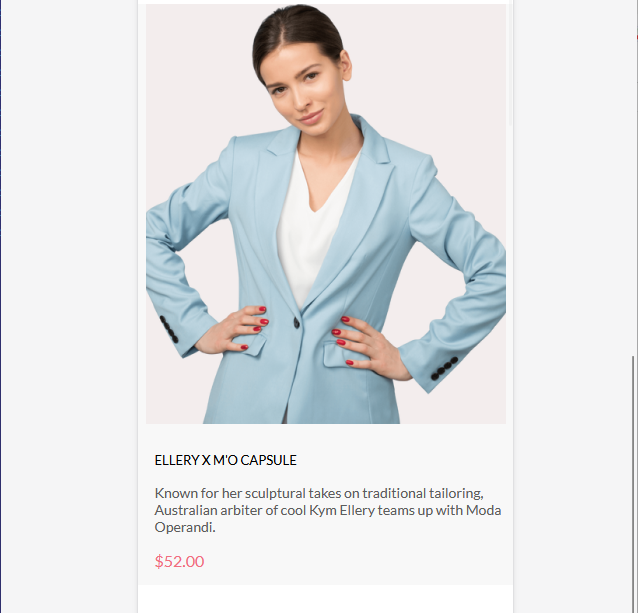 ELLERY X M'O CAPSULE
Known for her sculptural takes on traditional tailoring,
Australian arbiter of cool Kym Ellery teams up with Moda
Operandi.
$52.00